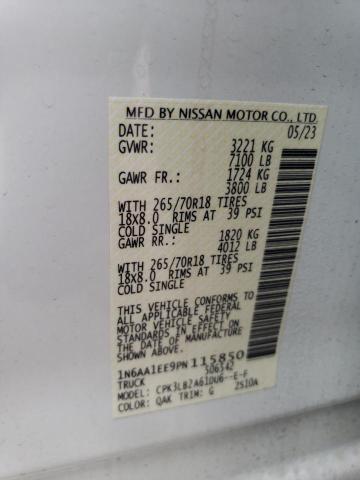 MFD BY NISSAN MOTOR CO., LTD.
DATE: 05/23
GVWR: 3221 KG
7100 LB
GAWR FR.: 1724 KG
3800 LB
WITH 265/70R18 TIRES
18x8.0 RIMS AT 39 PSI
COLD SINGLE
GAWR RR.: 1820 KG
4012 LB
WITH 265/70R18 TIRES
18x8.0 RIMS AT 39 PSI
COLD SINGLE
THIS VEHICLE CONFORMS TO
ALL APPLICABLE FEDERAL
MOTOR VEHICLE SAFETY
STANDARDS IN EFFECT ON THE
DATE OF MANUFACTURE SHOWN
ABOVE.
1N6AA1EE9PN115850
TRUCK 506542
MODEL: CPK3LB2A61DU6--E-F
COLOR: QAK TRIM: G 2S10A